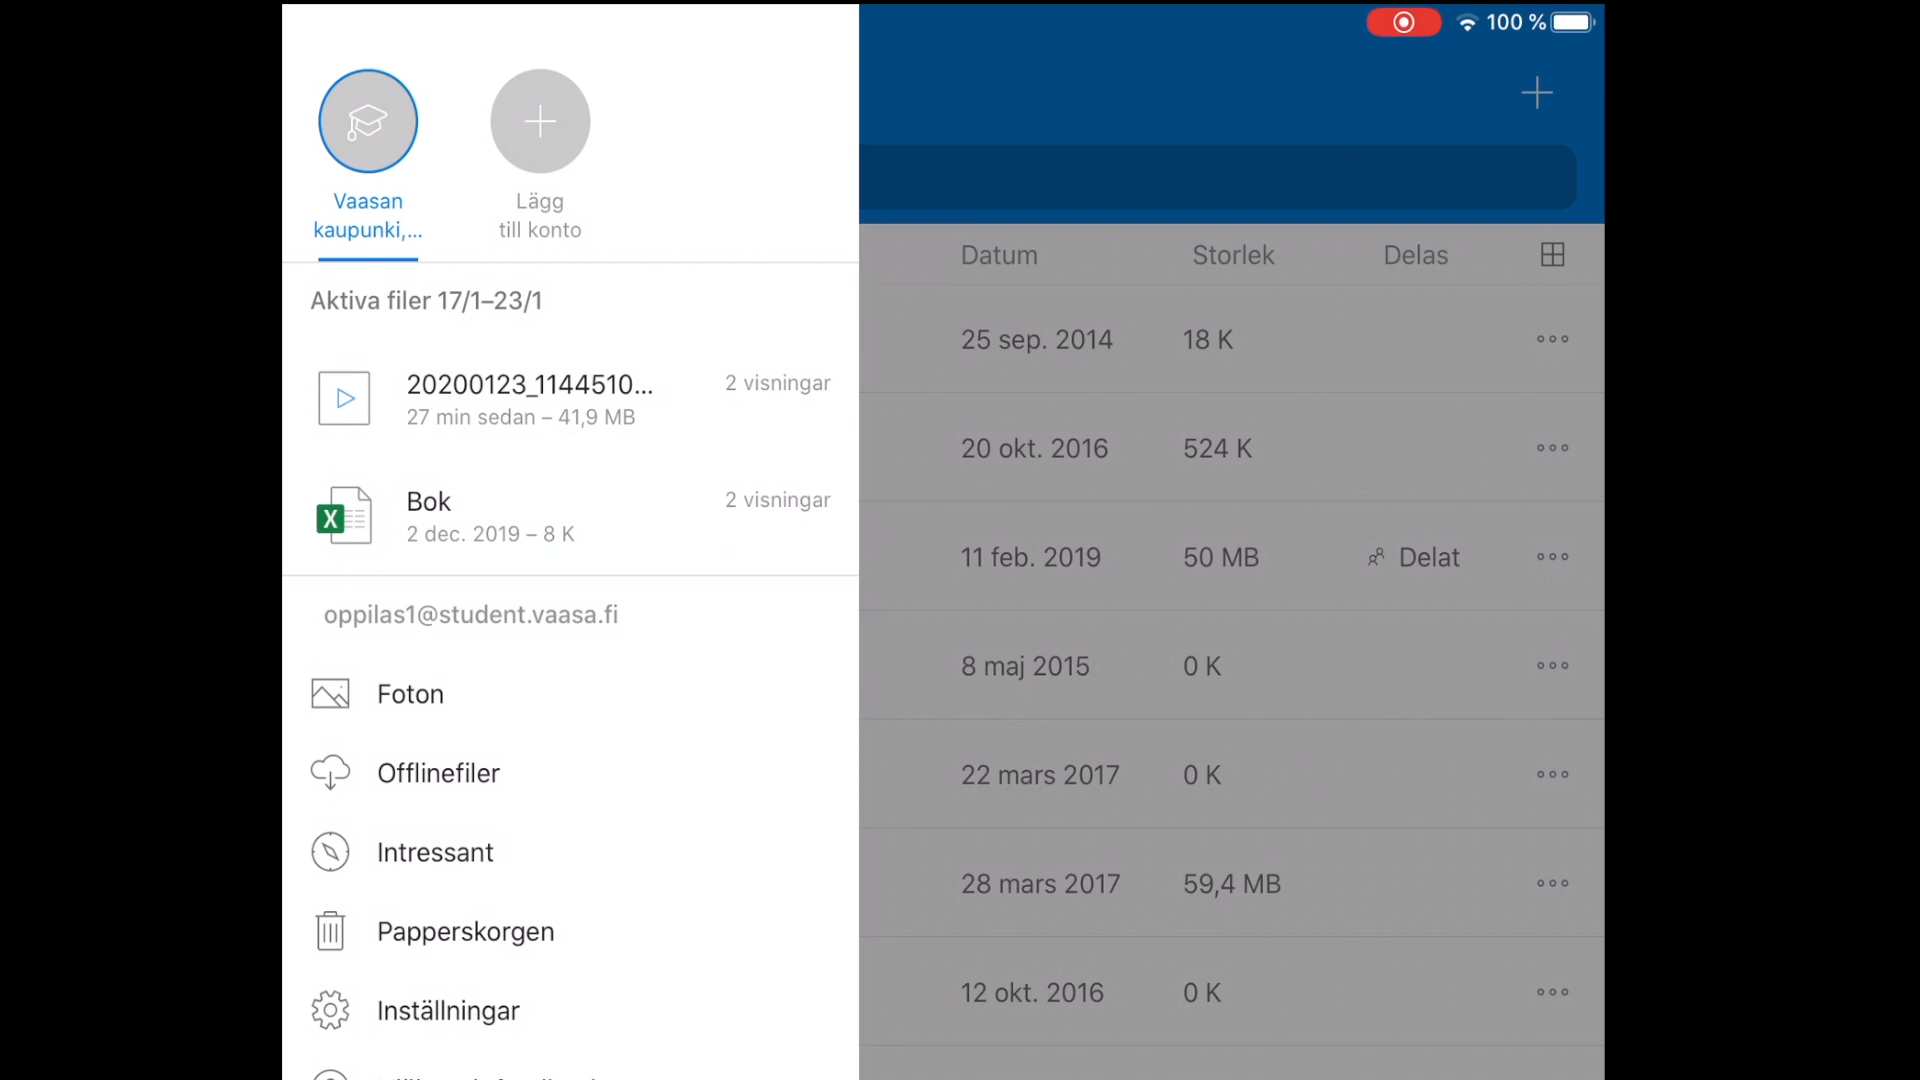 100 %
Vaasan
kaupunki,...
Lägg
till konto
Aktiva filer 17/1–23/1
20200123_1144510...
2 visningar
27 min sedan – 41,9 MB
X
Bok
2 visningar
2 dec. 2019 – 8 K
oppilas1@student.vaasa.fi
Foton
Offlinefiler
Intressant
Papperskorgen
Inställningar
Datum Storlek Delas
25 sep. 2014 18 K
20 okt. 2016 524 K
11 feb. 2019 50 MB Delat
8 maj 2015 0 K
22 mars 2017 0 K
28 mars 2017 59,4 MB
12 okt. 2016 0 K